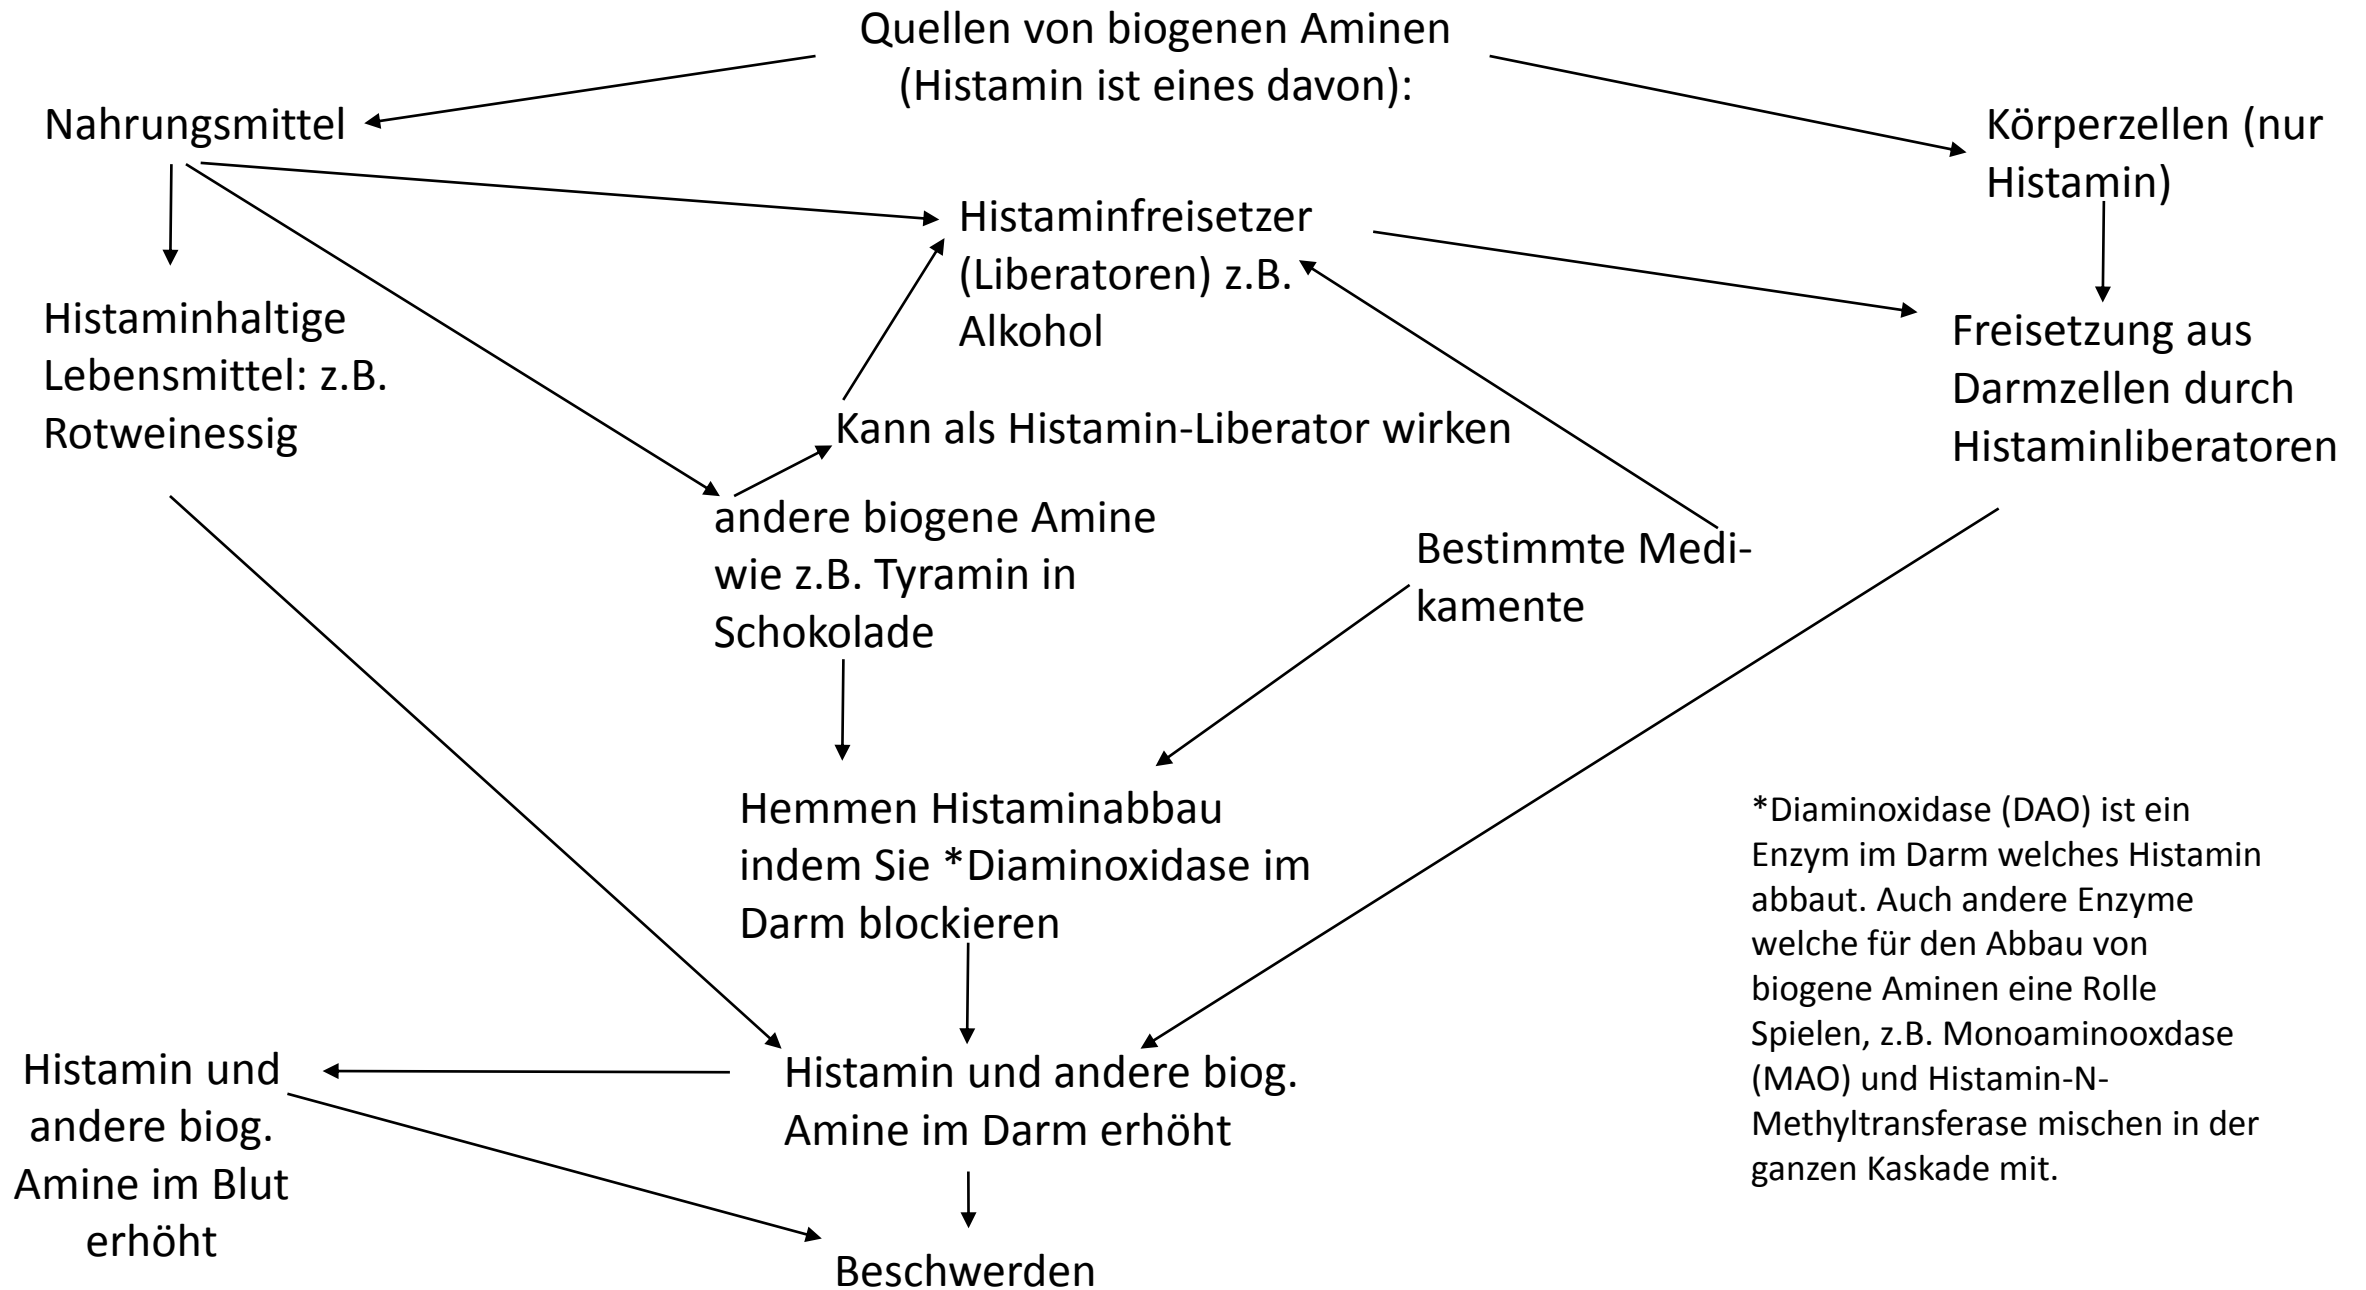 Quellen von biogenen Aminen
(Histamin ist eines davon):
Nahrungsmittel
Körperzellen (nur
Histamin)
Histaminfreisetzer
(Liberatoren) z.B.
Alkohol
Histaminhaltige
Lebensmittel: z.B.
Rotweinessig
Freisetzung aus
Darmzellen durch
Histaminliberatoren
Kann als Histamin-Liberator wirken
andere biogene Amine
wie z.B. Tyramin in
Schokolade
Bestimmte Medi-
kamente
Hemmen Histaminabbau
indem Sie *Diaminoxidase im
Darm blockieren
*Diaminoxidase (DAO) ist ein
Enzym im Darm welches Histamin
abbaut. Auch andere Enzyme
welche für den Abbau von
biogene Aminen eine Rolle
Spielen, z.B. Monoaminooxdase
(MAO) und Histamin-N-
Methyltransferase mischen in der
ganzen Kaskade mit.
Histamin und
andere biog.
Amine im Blut
erhöht
Histamin und andere biog.
Amine im Darm erhöht
Beschwerden